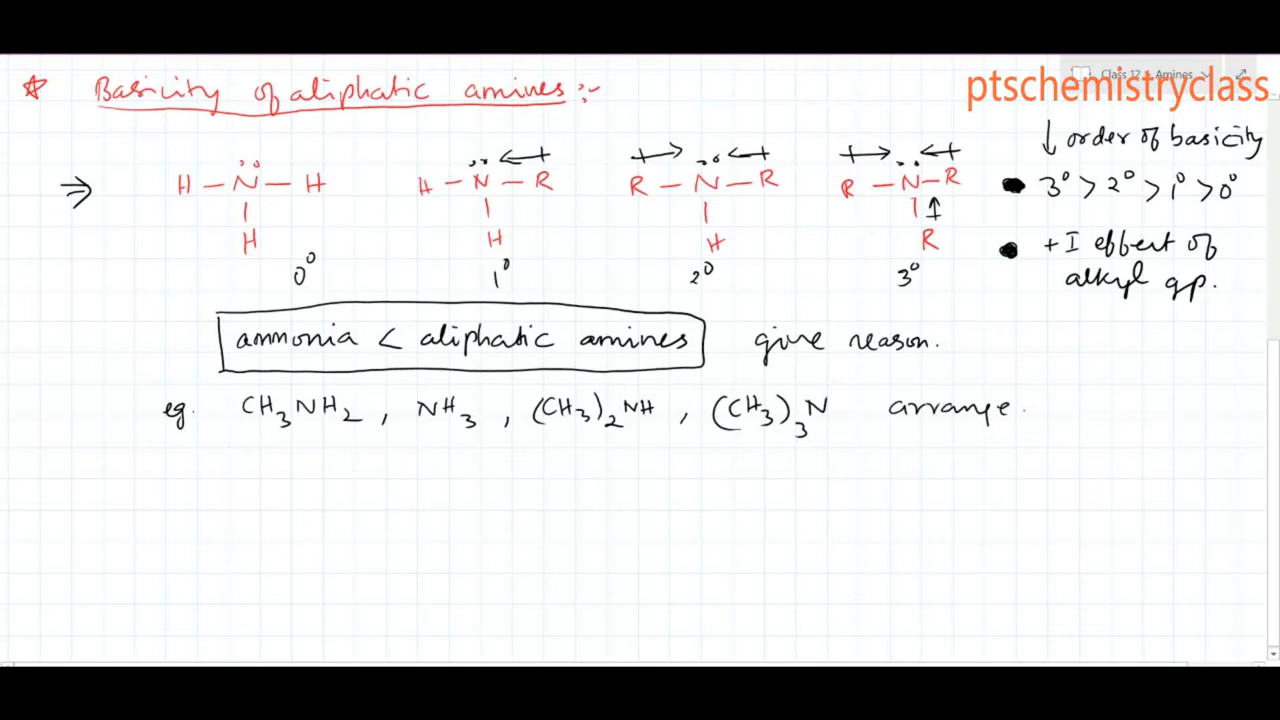 Class 12 - Amines
ptschemistryclass
☆ Basicity of aliphatic amines :-
↓ order of basicity
⇒ H – N – H H – N – R R – N – R R – N – R
H H H R
0° 1° 2° 3°
3° > 2° > 1° > 0°
+ I effect of
alkyl gp.
ammonia < aliphatic amines give reason.
eg. CH₃NH₂ , NH₃ , (CH₃)₂NH , (CH₃)₃N arrange.